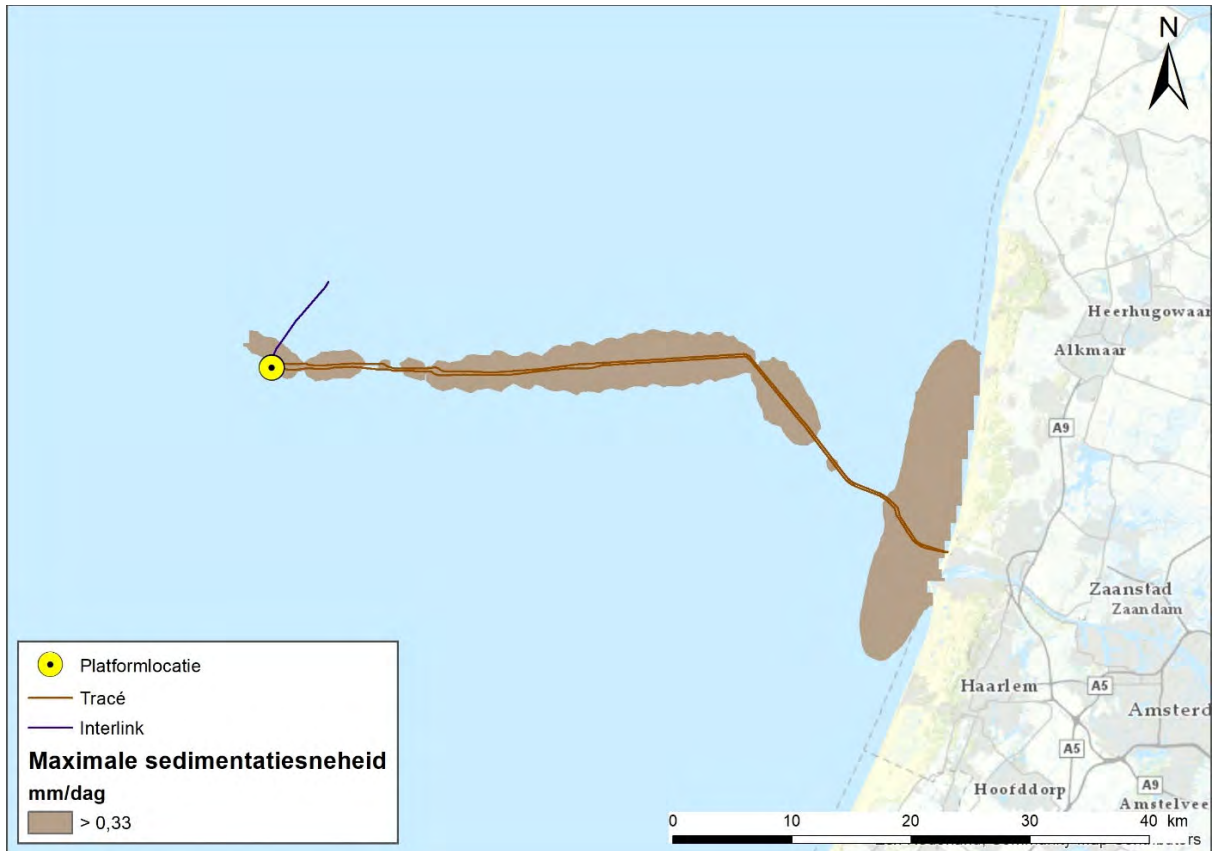 N
Heerhugowaar
Alkmaar
A9
Zaanstad
Zaandam
Haarlem
A5
Amsterd
A5
A9
Hoofddorp
Amstelvee
Platformlocatie
Tracé
Interlink
Maximale sedimentatiesneheid
mm/dag
> 0,33
0 10 20 30 40 km